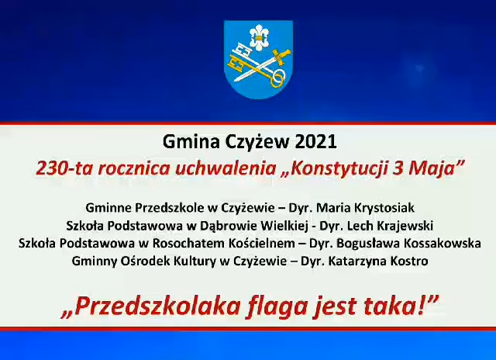 Gmina Czyżew 2021
230-ta rocznica uchwalenia „Konstytucji 3 Maja”
Gminne Przedszkole w Czyżewie – Dyr. Maria Krystosiak
Szkoła Podstawowa w Dąbrowie Wielkiej - Dyr. Lech Krajewski
Szkoła Podstawowa w Rosochatem Kościelnem – Dyr. Bogusława Kossakowska
Gminny Ośrodek Kultury w Czyżewie – Dyr. Katarzyna Kostro
„Przedszkolaka flaga jest taka!”